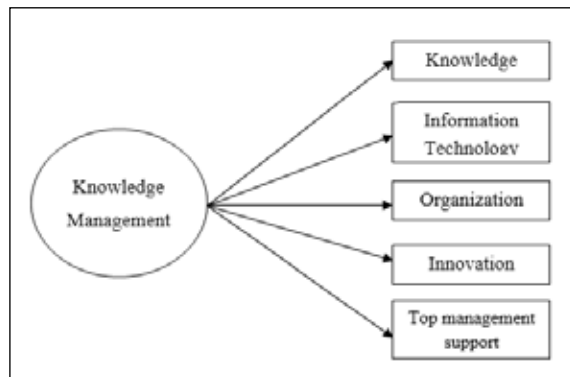 Knowledge
Management
Knowledge
Information
Technology
Organization
Innovation
Top management
support